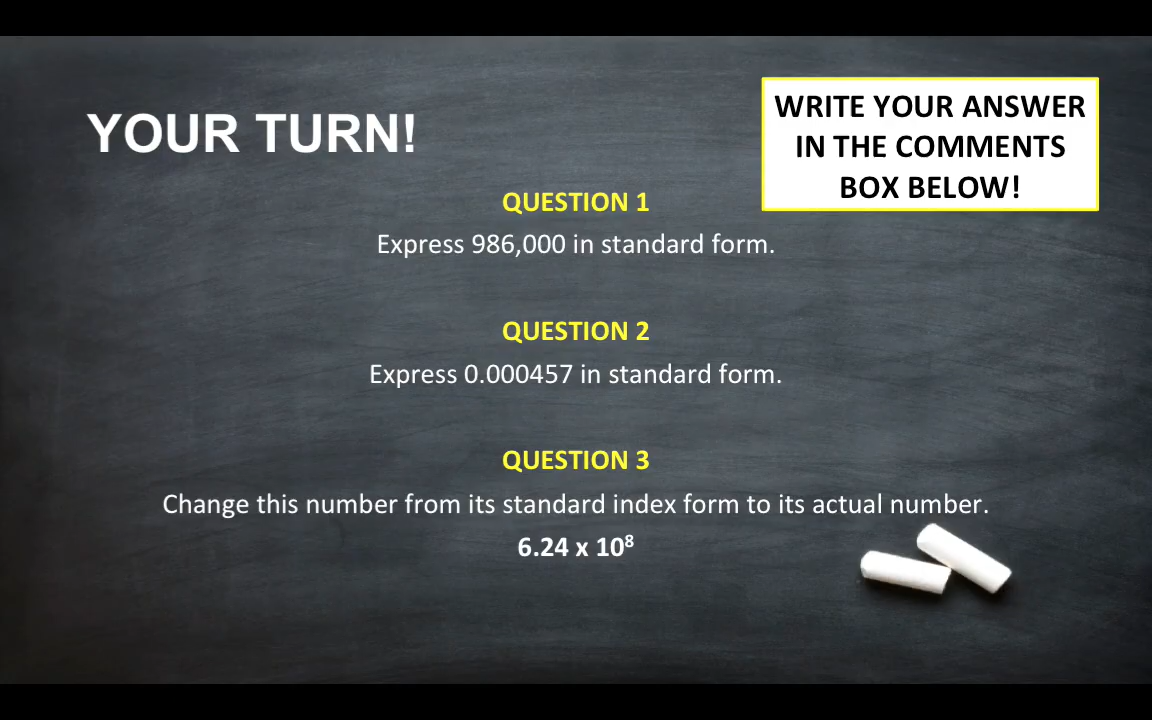 YOUR TURN!
WRITE YOUR ANSWER
IN THE COMMENTS
BOX BELOW!
QUESTION 1
Express 986,000 in standard form.
QUESTION 2
Express 0.000457 in standard form.
QUESTION 3
Change this number from its standard index form to its actual number.
6.24 x 10⁸